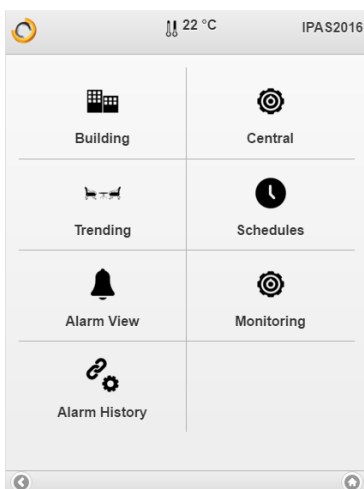 22 °C IPAS2016
Building Central
Trending Schedules
Alarm View Monitoring
Alarm History